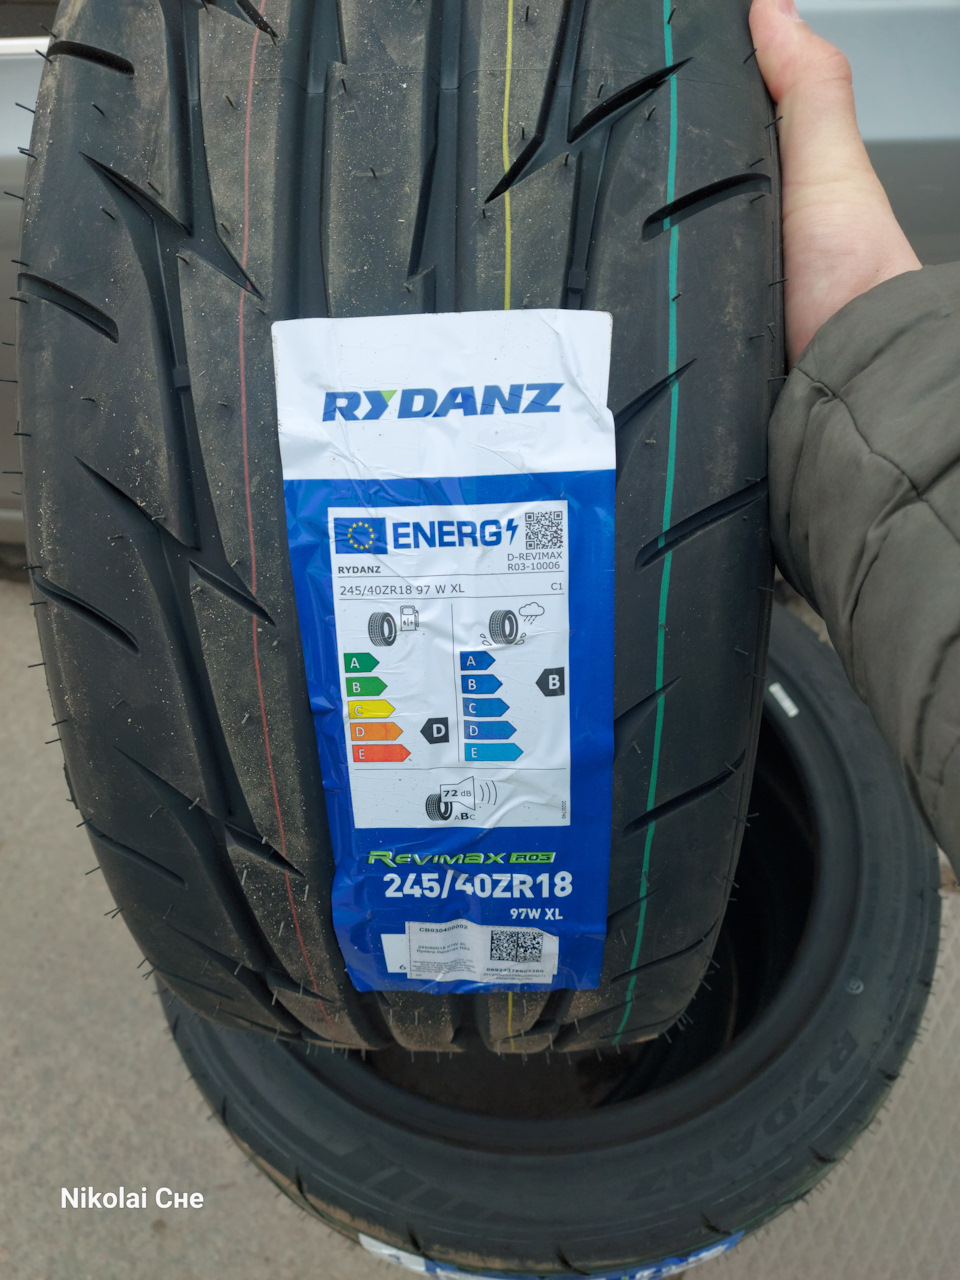 RYDANZ
ENERG
D-REVIMAX
R03-10006
RYDANZ
245/40ZR18 97 W XL
C1
A
B
C
D
E
D
A
B
C
D
E
B
72 dB
ABC
REVIMAX R03
245/40ZR18
97W XL
RYDANZ
Nikolai Сне